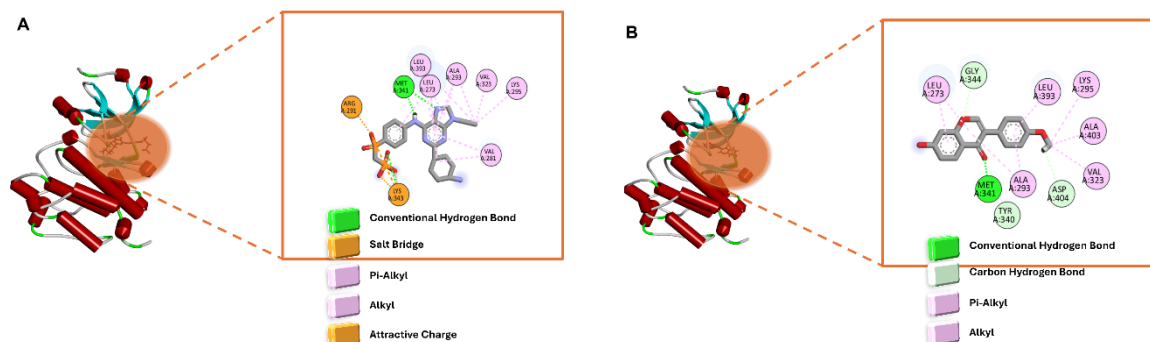 A
LEU
A:393
MET
A:341
LEU
A:273
ALA
A:293
VAL
A:323
LYS
A:295
ARG
A:291
VAL
A:281
LYS
A:343
Conventional Hydrogen Bond
Salt Bridge
Pi-Alkyl
Alkyl
Attractive Charge
B
LEU
A:273
GLY
A:344
LEU
A:393
LYS
A:295
ALA
A:403
VAL
A:323
ALA
A:293
ASP
A:404
MET
A:341
TYR
A:340
Conventional Hydrogen Bond
Carbon Hydrogen Bond
Pi-Alkyl
Alkyl